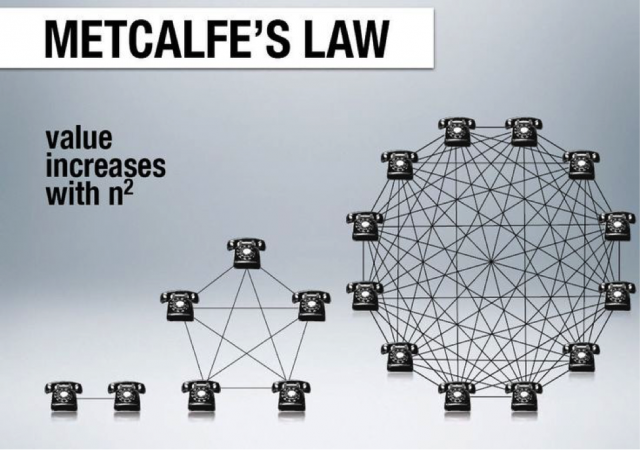 METCALFE'S LAW
value
increases
with n²